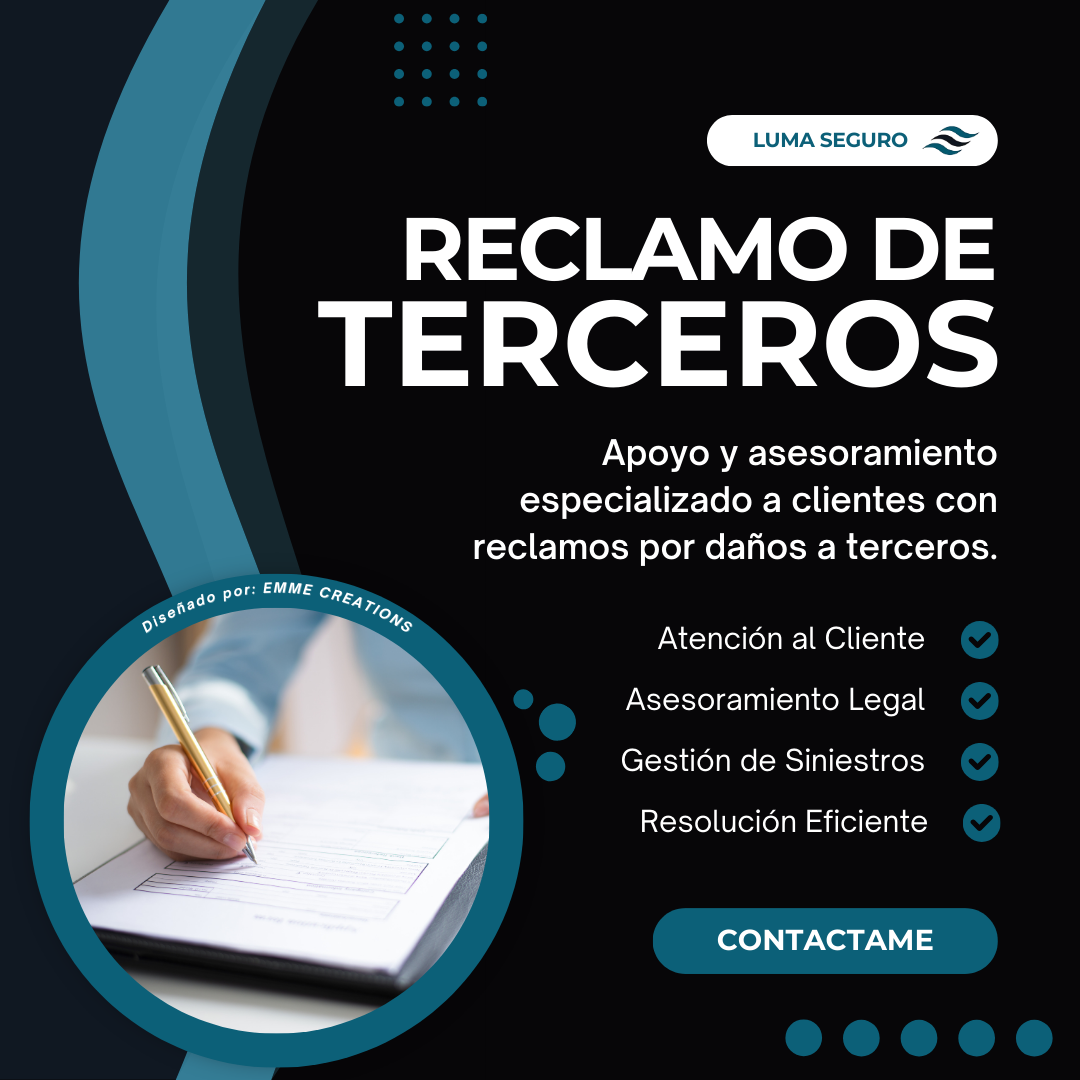 LUMA SEGURO
RECLAMO DE
TERCEROS
Apoyo y asesoramiento
especializado a clientes con
reclamos por daños a terceros.
Diseñado por: EMME CREATIONS
Atención al Cliente
Asesoramiento Legal
Gestión de Siniestros
Resolución Eficiente
CONTACTAME